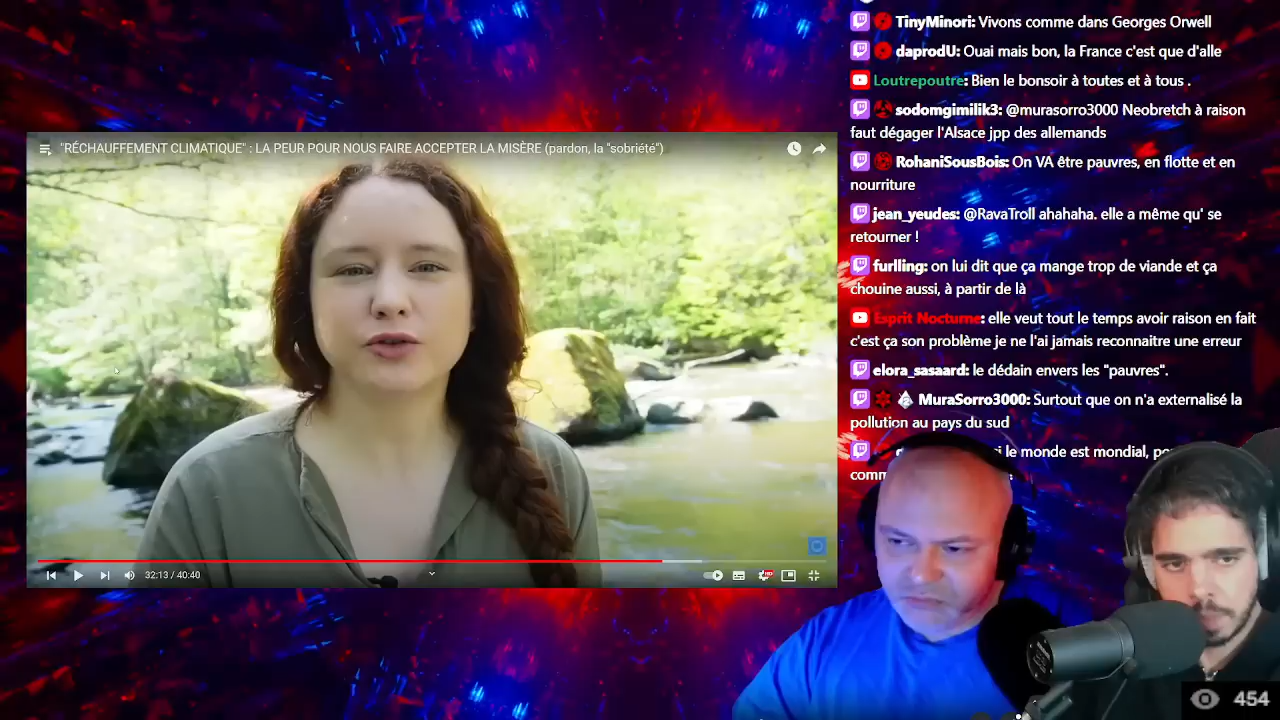 "RÉCHAUFFEMENT CLIMATIQUE" : LA PEUR POUR NOUS FAIRE ACCEPTER LA MISÈRE (pardon, la "sobriété")
32:13 / 40:40
HD
TinyMinori: Vivons comme dans Georges Orwell
daprodU: Ouai mais bon, la France c'est que d'alle
Loutrepoutre: Bien le bonsoir à toutes et à tous .
sodomgimilik3: @murasorro3000 Neobretch à raison
faut dégager l'Alsace jpp des allemands
RohaniSousBois: On VA être pauvres, en flotte et en
nourriture
jean_yeudes: @RavaTroll ahahaha. elle a même qu' se
retourner !
furlling: on lui dit que ça mange trop de viande et ça
chouine aussi, à partir de là
Esprit Nocturne: elle veut tout le temps avoir raison en fait
c'est ça son problème je ne l'ai jamais reconnaitre une erreur
elora_sasaard: le dédain envers les "pauvres".
MuraSorro3000: Surtout que on n'a externalisé la
pollution au pays du sud
le monde est mondial,
454